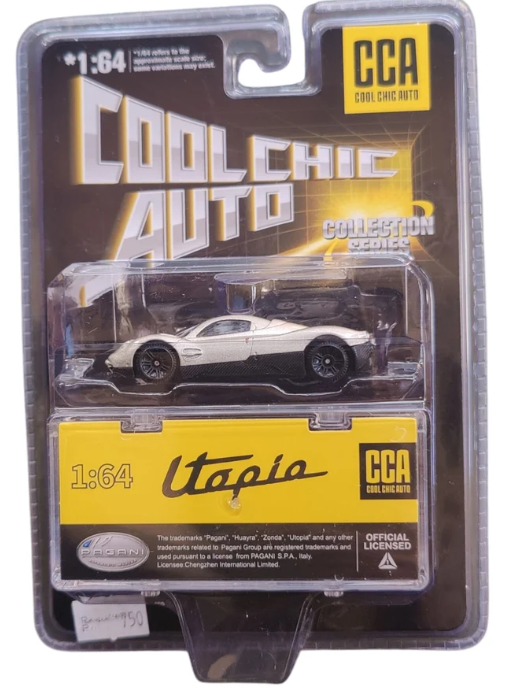 *1:64
*1/64 refers to the
approximately scale size;
some variations may exist.
CCA
COOL CHIC AUTO
COOL CHIC
AUTO
COLLECTION
SERIES
1:64
Utopia
CCA
COOL CHIC AUTO
PAGANI
The trademarks "Pagani", "Huayra", "Zonda", "Utopia" and any other
trademarks related to Pagani Group are registered trademarks and
used pursuant to a license from PAGANI S.P.A., Italy.
Licensee:Chengzhen International Limited.
OFFICIAL
LICENSED